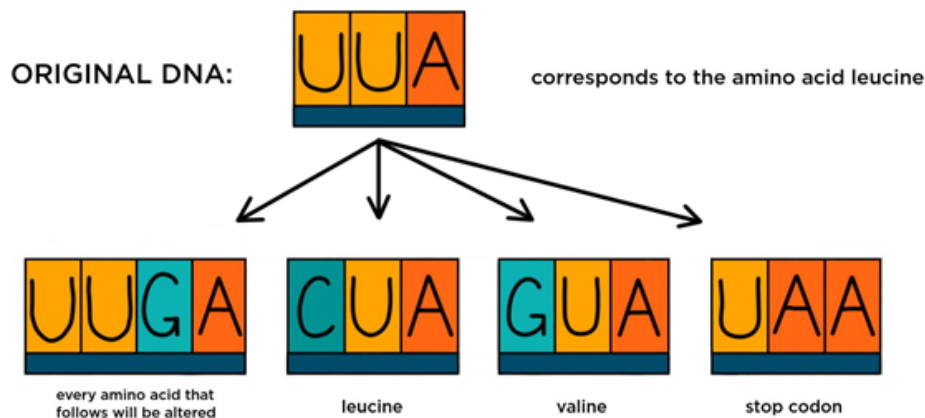 UUA
ORIGINAL DNA:
corresponds to the amino acid leucine
UUGA
CUA
GUA
UAA
every amino acid that
follows will be altered
leucine
valine
stop codon